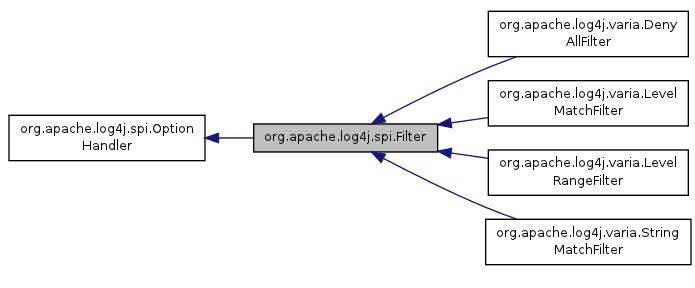 org.apache.log4j.varia.Deny
AllFilter
org.apache.log4j.varia.Level
MatchFilter
org.apache.log4j.spi.Option
Handler
org.apache.log4j.spi.Filter
org.apache.log4j.varia.Level
RangeFilter
org.apache.log4j.varia.String
MatchFilter